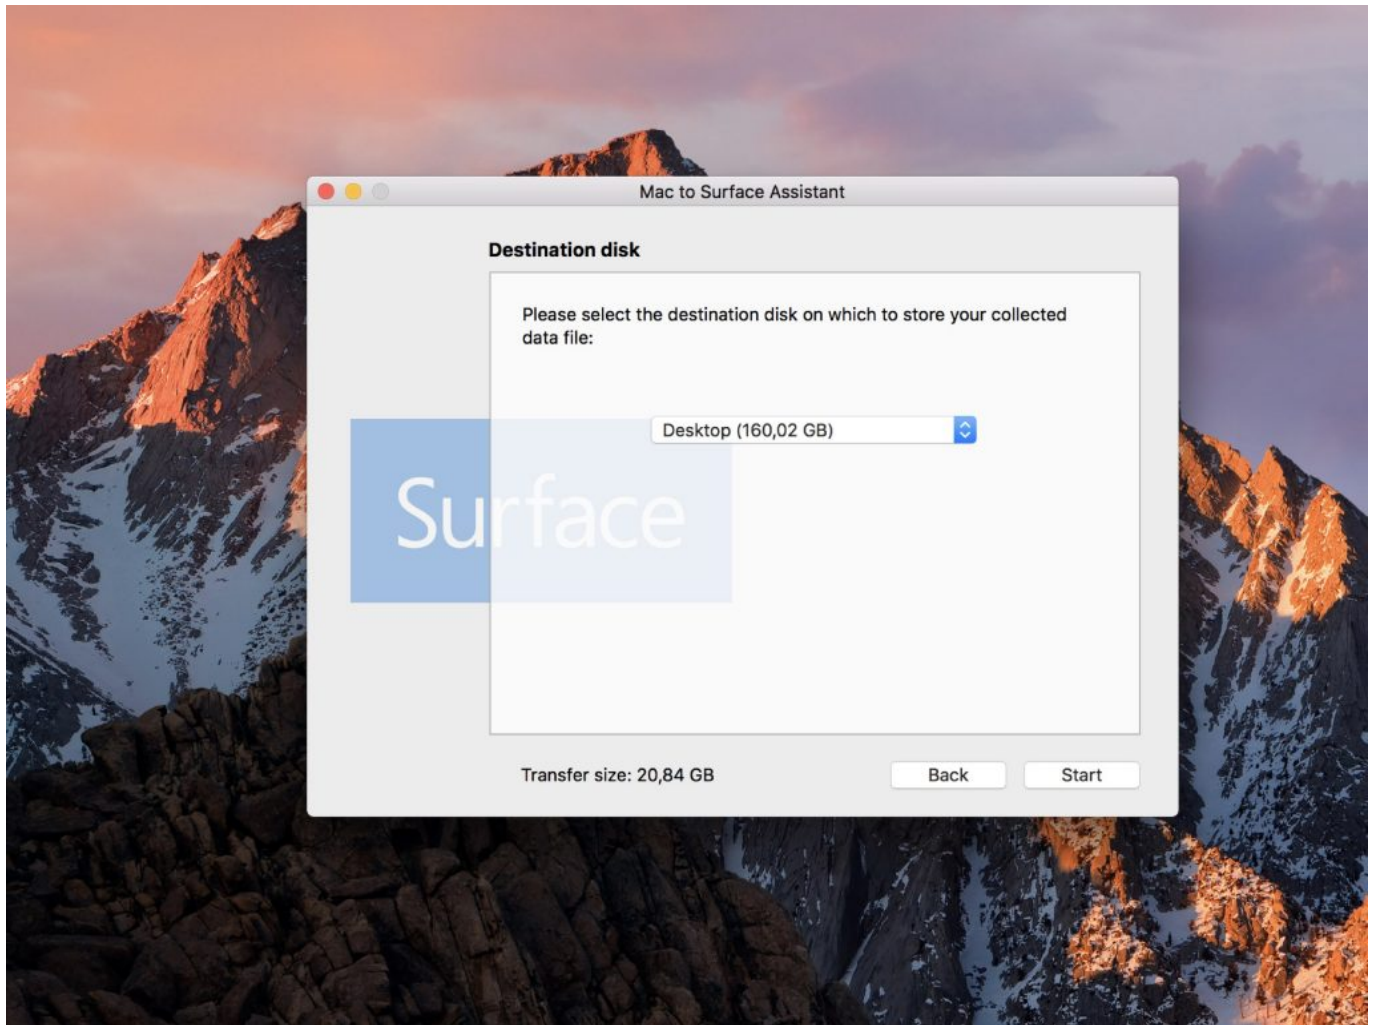 Mac to Surface Assistant
Destination disk
Please select the destination disk on which to store your collected
data file:
Desktop (160,02 GB)
Surface
Transfer size: 20,84 GB
Back
Start